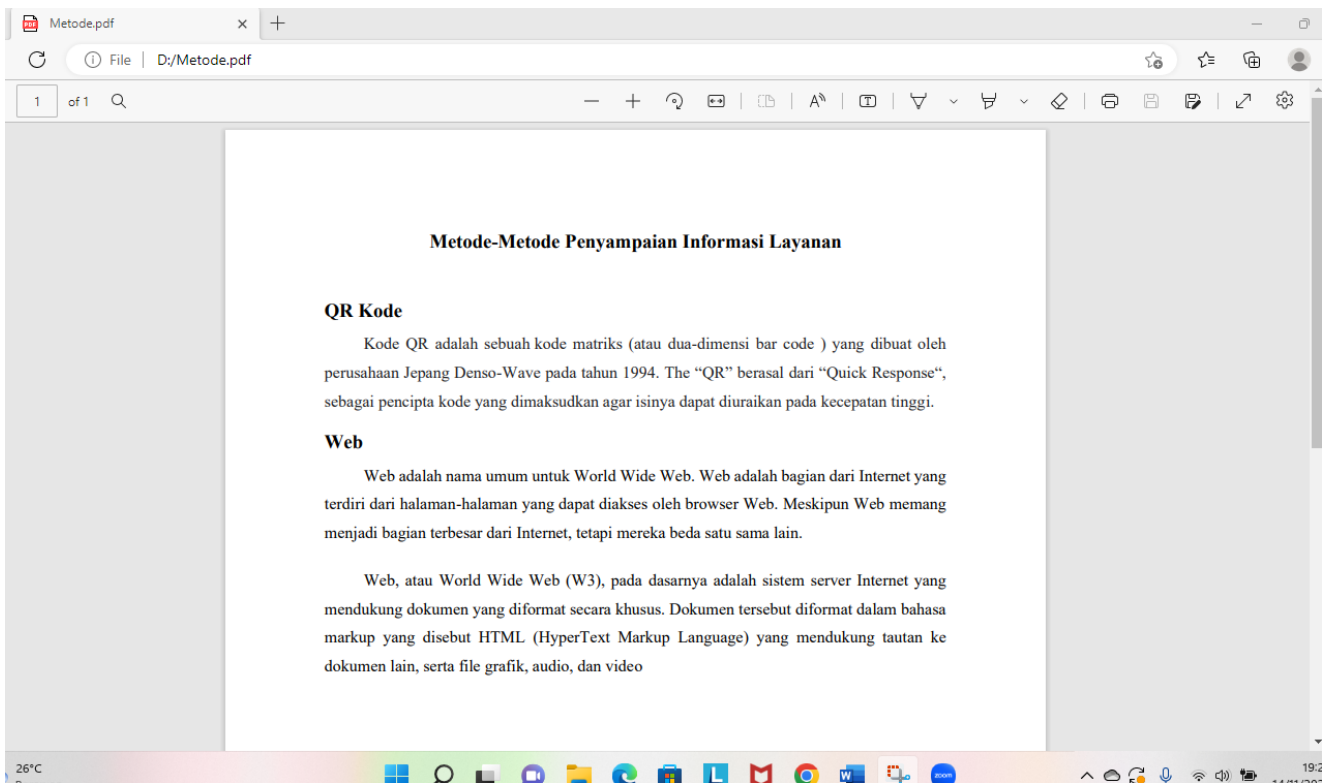 Metode.pdf
File
D:/Metode.pdf
1 of 1
Metode-Metode Penyampaian Informasi Layanan
QR Kode
Kode QR adalah sebuah kode matriks (atau dua-dimensi bar code ) yang dibuat oleh
perusahaan Jepang Denso-Wave pada tahun 1994. The “QR” berasal dari “Quick Response“,
sebagai pencipta kode yang dimaksudkan agar isinya dapat diuraikan pada kecepatan tinggi.
Web
Web adalah nama umum untuk World Wide Web. Web adalah bagian dari Internet yang
terdiri dari halaman-halaman yang dapat diakses oleh browser Web. Meskipun Web memang
menjadi bagian terbesar dari Internet, tetapi mereka beda satu sama lain.
Web, atau World Wide Web (W3), pada dasarnya adalah sistem server Internet yang
mendukung dokumen yang diformat secara khusus. Dokumen tersebut diformat dalam bahasa
markup yang disebut HTML (HyperText Markup Language) yang mendukung tautan ke
dokumen lain, serta file grafik, audio, dan video
26°C
zoom